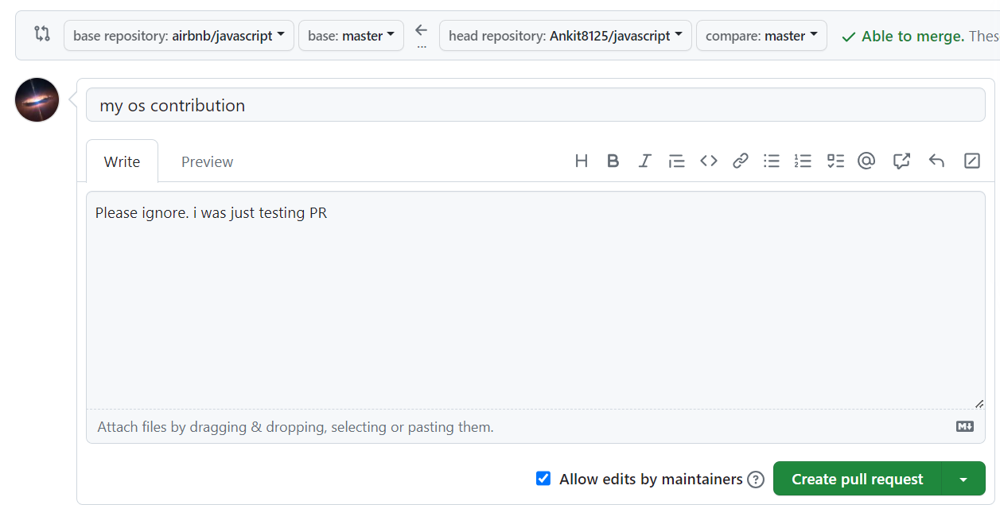 base repository: airbnb/javascript base: master ... head repository: Ankit8125/javascript compare: master Able to merge. Thes
my os contribution
Write Preview
Please ignore. i was just testing PR
Attach files by dragging & dropping, selecting or pasting them.
Allow edits by maintainers Create pull request